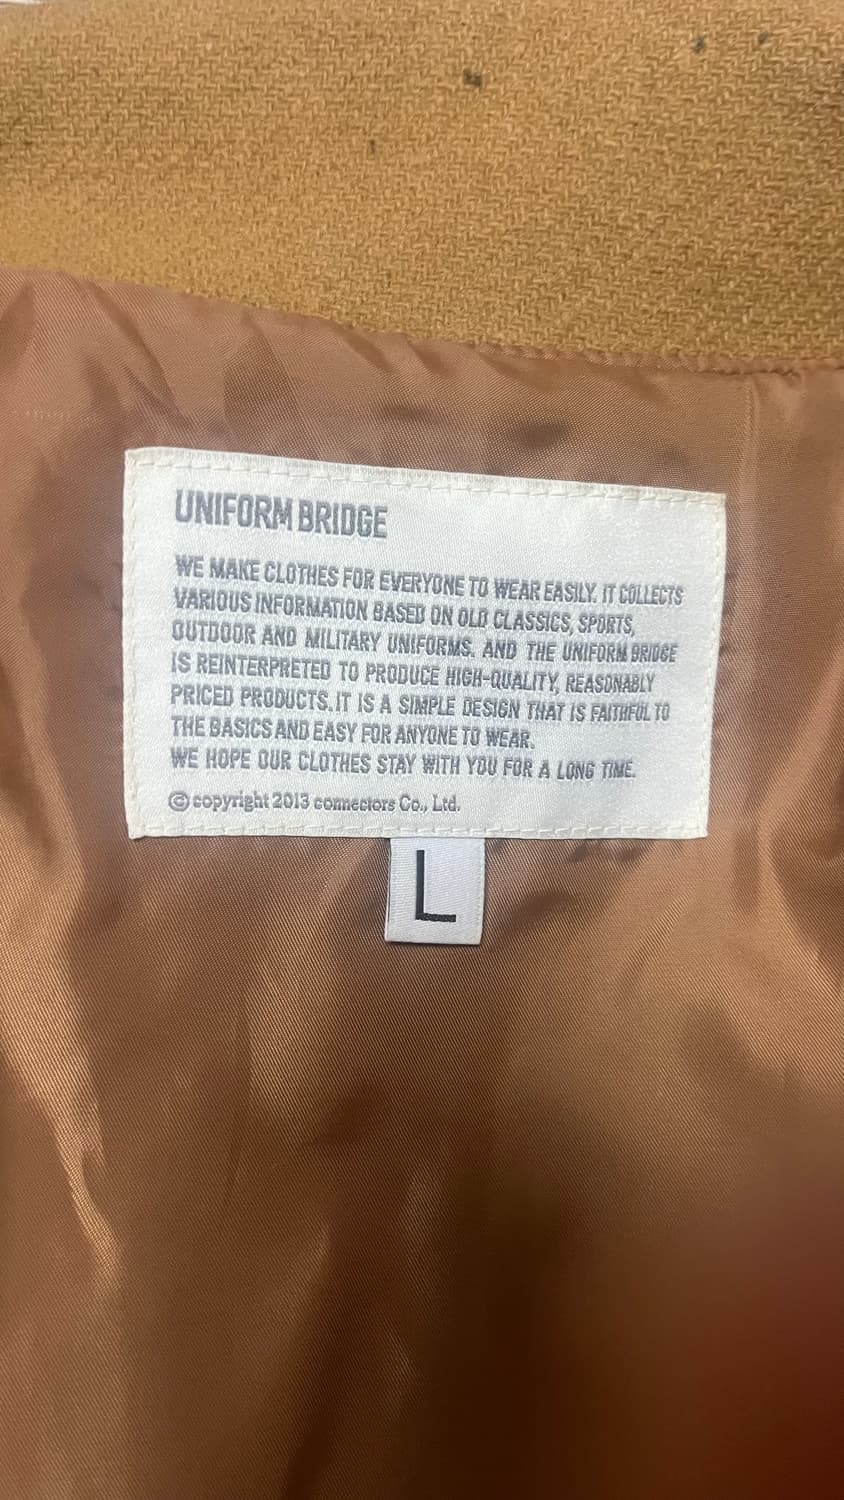 UNIFORM BRIDGE
WE MAKE CLOTHES FOR EVERYONE TO WEAR EASILY. IT COLLECTS
VARIOUS INFORMATION BASED ON OLD CLASSICS, SPORTS,
OUTDOOR AND MILITARY UNIFORMS. AND THE UNIFORM BRIDGE
IS REINTERPRETED TO PRODUCE HIGH-QUALITY, REASONABLY
PRICED PRODUCTS. IT IS A SIMPLE DESIGN THAT IS FAITHFUL TO
THE BASICS AND EASY FOR ANYONE TO WEAR.
WE HOPE OUR CLOTHES STAY WITH YOU FOR A LONG TIME.
© copyright 2013 connectors Co., Ltd.
L